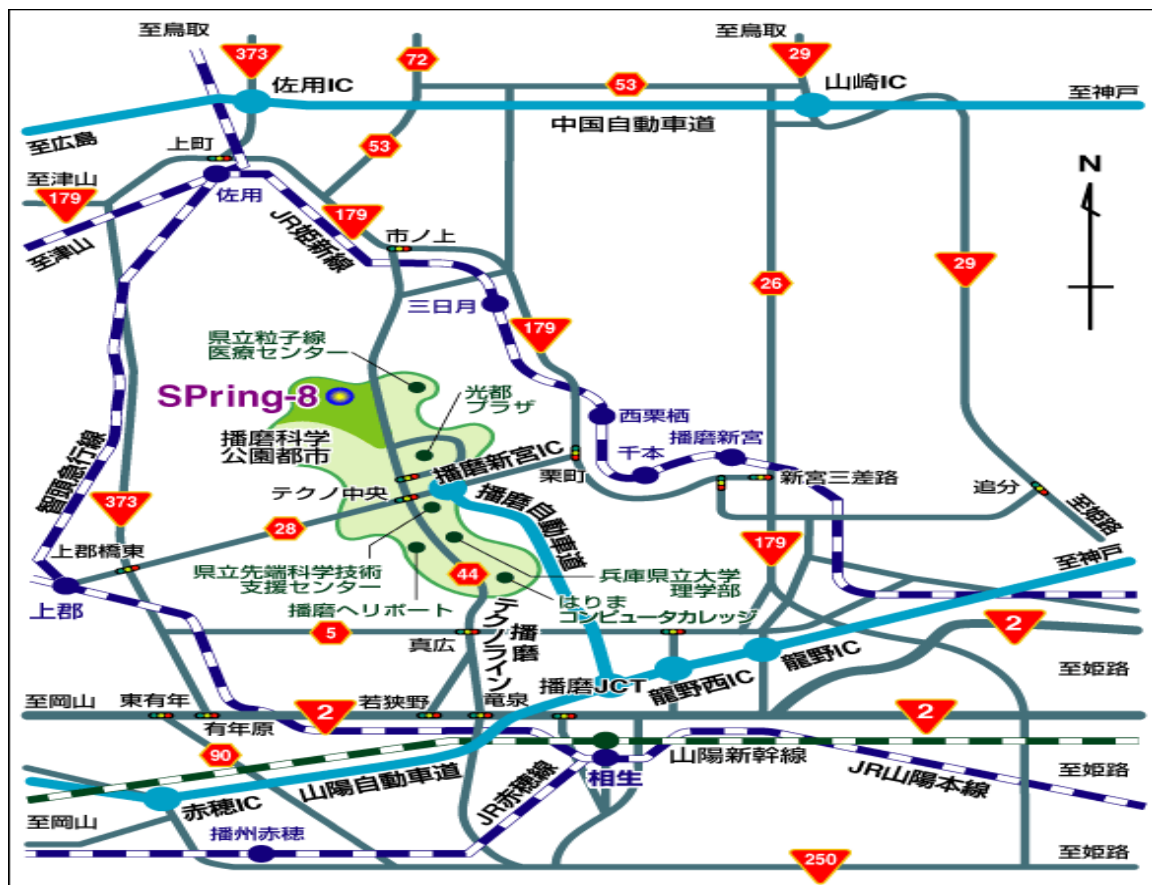 至鳥取
至鳥取
373
72
29
53
佐用IC
山崎IC
至神戸
至広島
中国自動車道
上町
53
至津山
179
佐用
至津山
JR姫新線
179
市ノ上
N
29
26
三日月
179
県立粒子線
医療センター
SPring-8
光都
プラザ
西栗栖
播磨科学
公園都市
播磨新宮IC
千本
播磨新宮
栗町
新宮三差路
追分
テクノ中央
智頭急行線
373
28
播磨自動車道
至姫路
上郡橋東
179
至神戸
上郡
県立先端科学技術
支援センター
44
兵庫県立大学
理学部
播磨ヘリポート
はりま
コンピュータカレッジ
5
真広
播磨
テクノライン
2
龍野IC
至姫路
播磨JCT
龍野西IC
至岡山
東有年
有年原
2
若狭野
竜泉
2
90
山陽新幹線
山陽自動車道
相生
JR赤穂線
JR山陽本線
至姫路
赤穂IC
至岡山
播州赤穂
250
至姫路